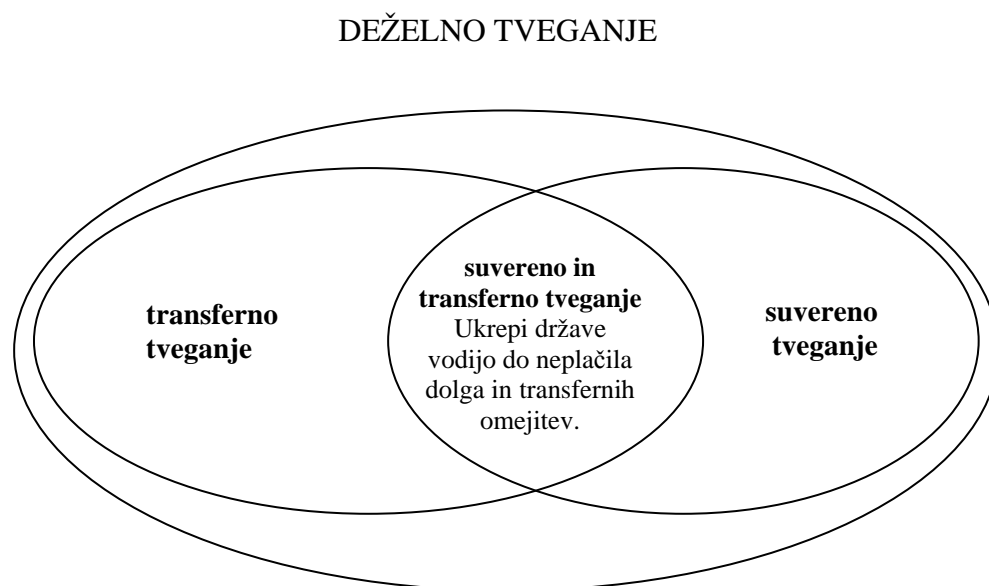 DEŽELNO TVEGANJE
transferno
tveganje
suvereno in
transferno tveganje
Ukrepi države
vodijo do neplačila
dolga in transfernih
omejitev.
suvereno
tveganje